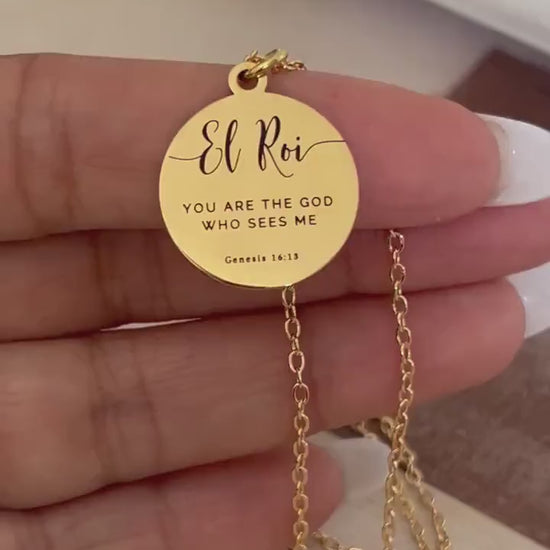 El Roi
YOU ARE THE GOD
WHO SEES ME
Genesis 16:13